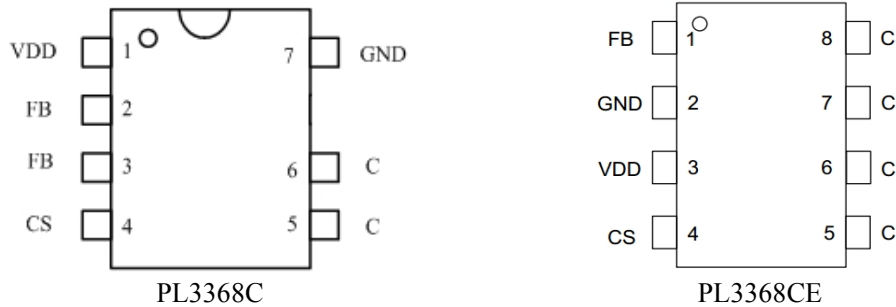 VDD 1 7 GND
FB 2
FB 3 6 C
CS 4 5 C
PL3368C
FB 1 8 C
GND 2 7 C
VDD 3 6 C
CS 4 5 C
PL3368CE